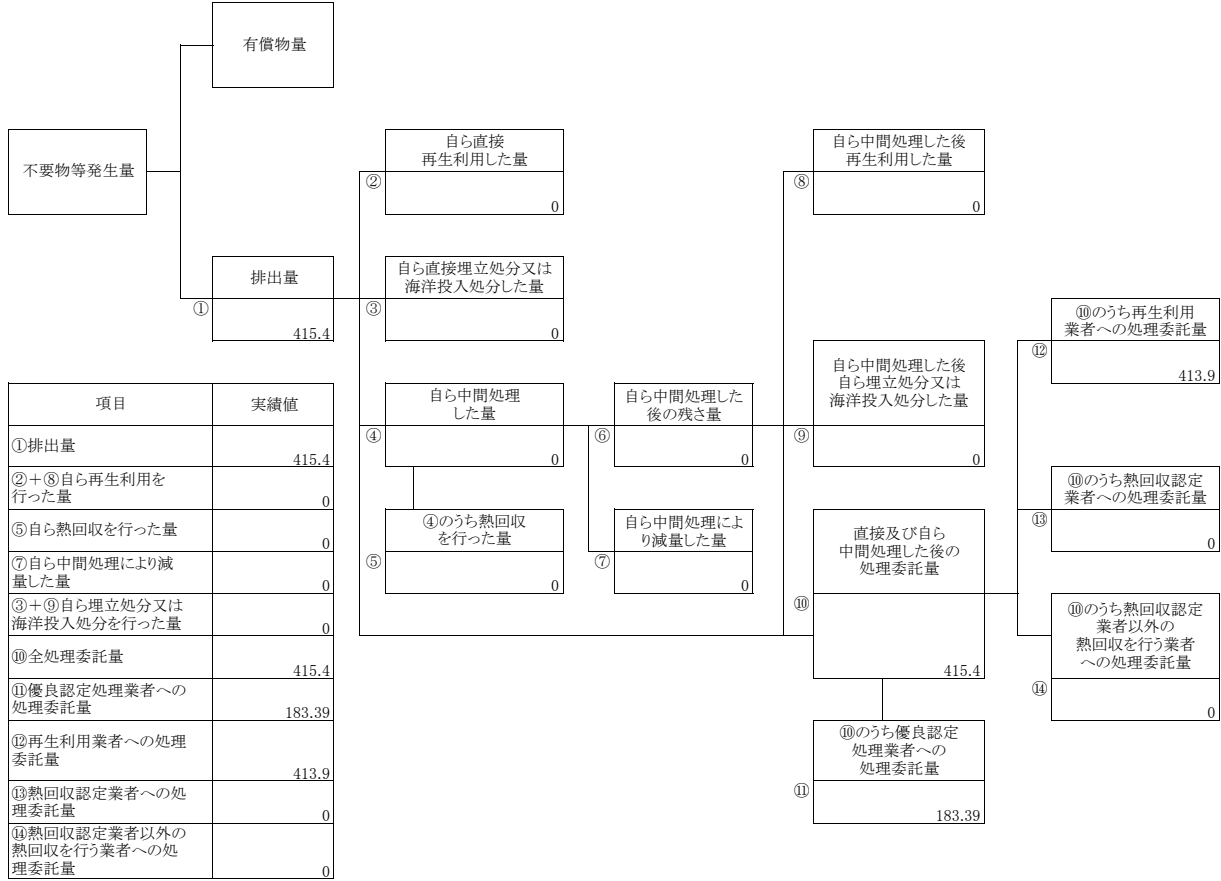 有償物量
不要物等発生量
排出量
①
415.4
自ら直接
再生利用した量
②
0
自ら直接埋立処分又は
海洋投入処分した量
③
0
自ら中間処理
した量
④
0
④のうち熱回収
を行った量
⑤
0
自ら中間処理した
後の残さ量
⑥
0
自ら中間処理によ
り減量した量
⑦
0
自ら中間処理した後
再生利用した量
⑧
0
自ら中間処理した後
自ら埋立処分又は
海洋投入処分した量
⑨
0
直接及び自ら
中間処理した後の
処理委託量
⑩
415.4
⑩のうち優良認定
処理業者への
処理委託量
⑪
183.39
⑩のうち再生利用
業者への処理委託量
⑫
413.9
⑩のうち熱回収認定
業者への処理委託量
⑬
0
⑩のうち熱回収認定
業者以外の
熱回収を行う業者
への処理委託量
⑭
0
項目 実績値
①排出量
415.4
②＋⑧自ら再生利用を
行った量
0
⑤自ら熱回収を行った量
0
⑦自ら中間処理により減
量した量
0
③＋⑨自ら埋立処分又は
海洋投入処分を行った量
0
⑩全処理委託量
415.4
⑪優良認定処理業者への
処理委託量
183.39
⑫再生利用業者への処理
委託量
413.9
⑬熱回収認定業者への処
理委託量
0
⑭熱回収認定業者以外の
熱回収を行う業者への処
理委託量
0